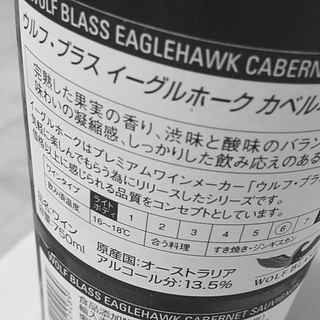 WOLF BLASS EAGLEHAWK CABERNET
ウルフ・ブラス イーグルホーク カベルネ
完熟した果実の香り、渋味と酸味のバラン
味わいの凝縮感、しっかりした飲み応えのある
イーグルホークはプレミアムワインメーカー「ウルフ・ブラ
気軽に楽しんでもらう為にリリースしたシリーズです。
価格以上に感じられる品質をコンセプトとしています。
ワインタイプ ライト ボディ 1 2 3 4 5 6 7
飲み頃温度 16〜18℃ 合う料理 すき焼き・ジンギスカン
品名:ワイン
容量:750ml
原産国:オーストラリア
アルコール分:13.5%
WOLF BLASS
WOLF BLASS EAGLEHAWK CABERNET SAUVIGNON
食品添加